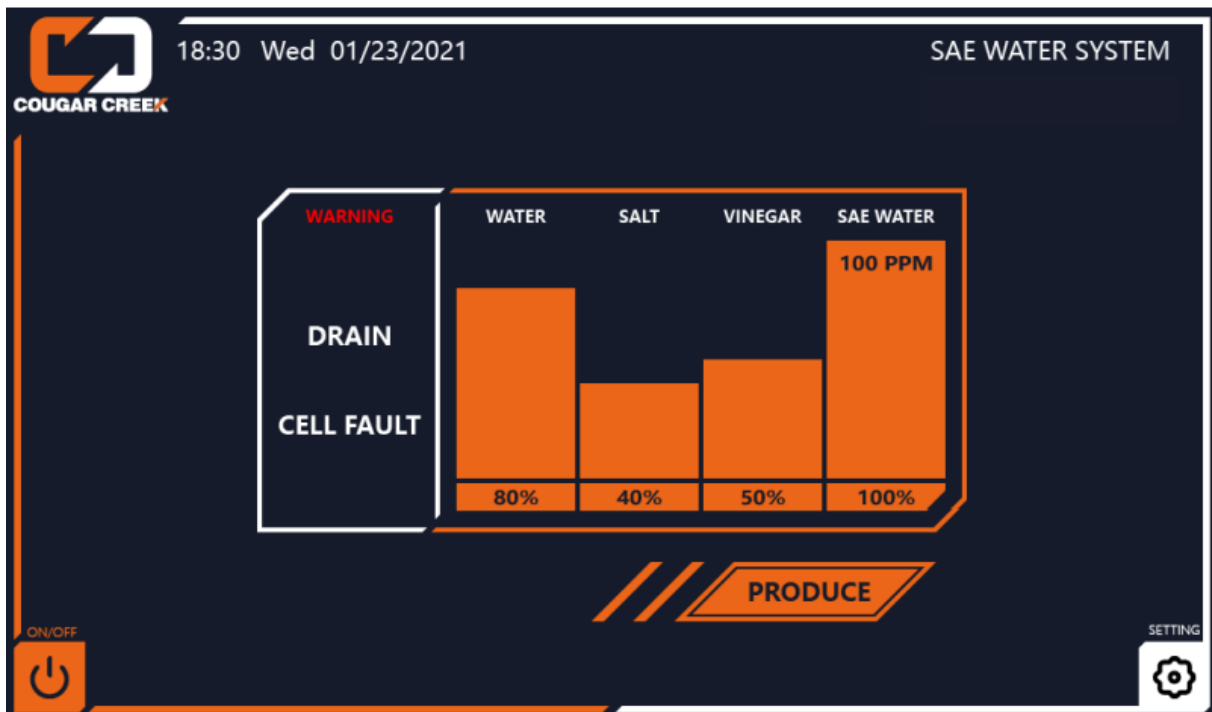 18:30 Wed 01/23/2021
SAE WATER SYSTEM
COUGAR CREEK
WARNING
WATER
SALT
VINEGAR
SAE WATER
100 PPM
DRAIN
CELL FAULT
80%
40%
50%
100%
PRODUCE
ON/OFF
SETTING